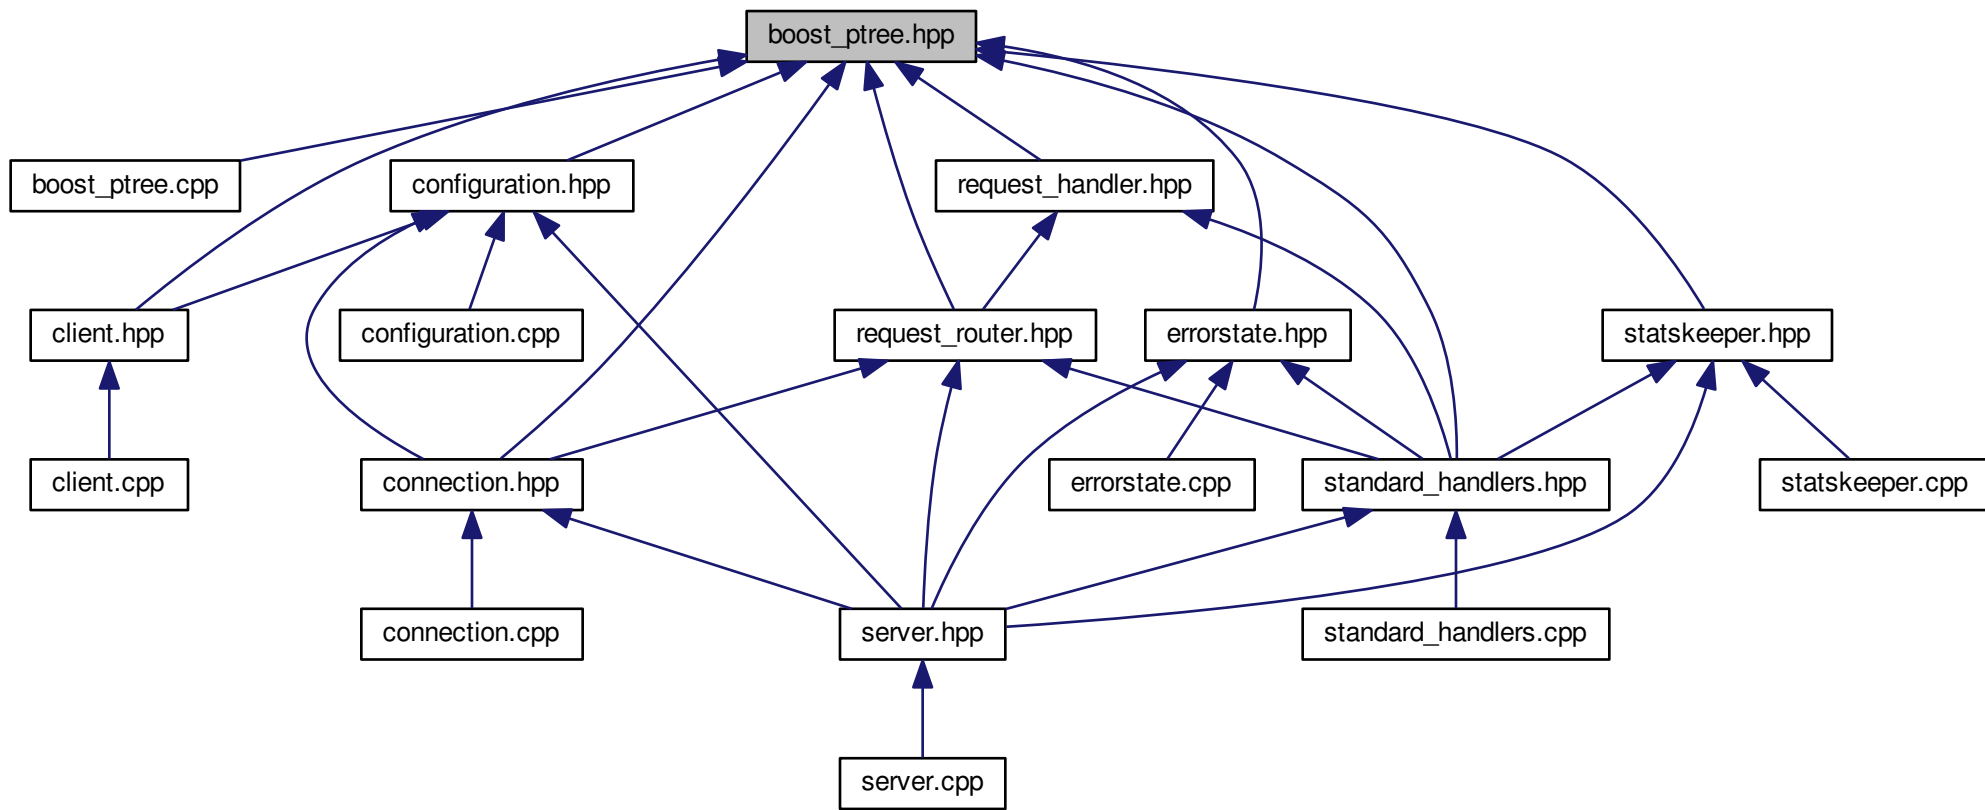 boost_ptree.hpp
boost_ptree.cpp
configuration.hpp
request_handler.hpp
client.hpp
configuration.cpp
request_router.hpp
errorstate.hpp
statskeeper.hpp
client.cpp
connection.hpp
errorstate.cpp
standard_handlers.hpp
statskeeper.cpp
connection.cpp
server.hpp
standard_handlers.cpp
server.cpp